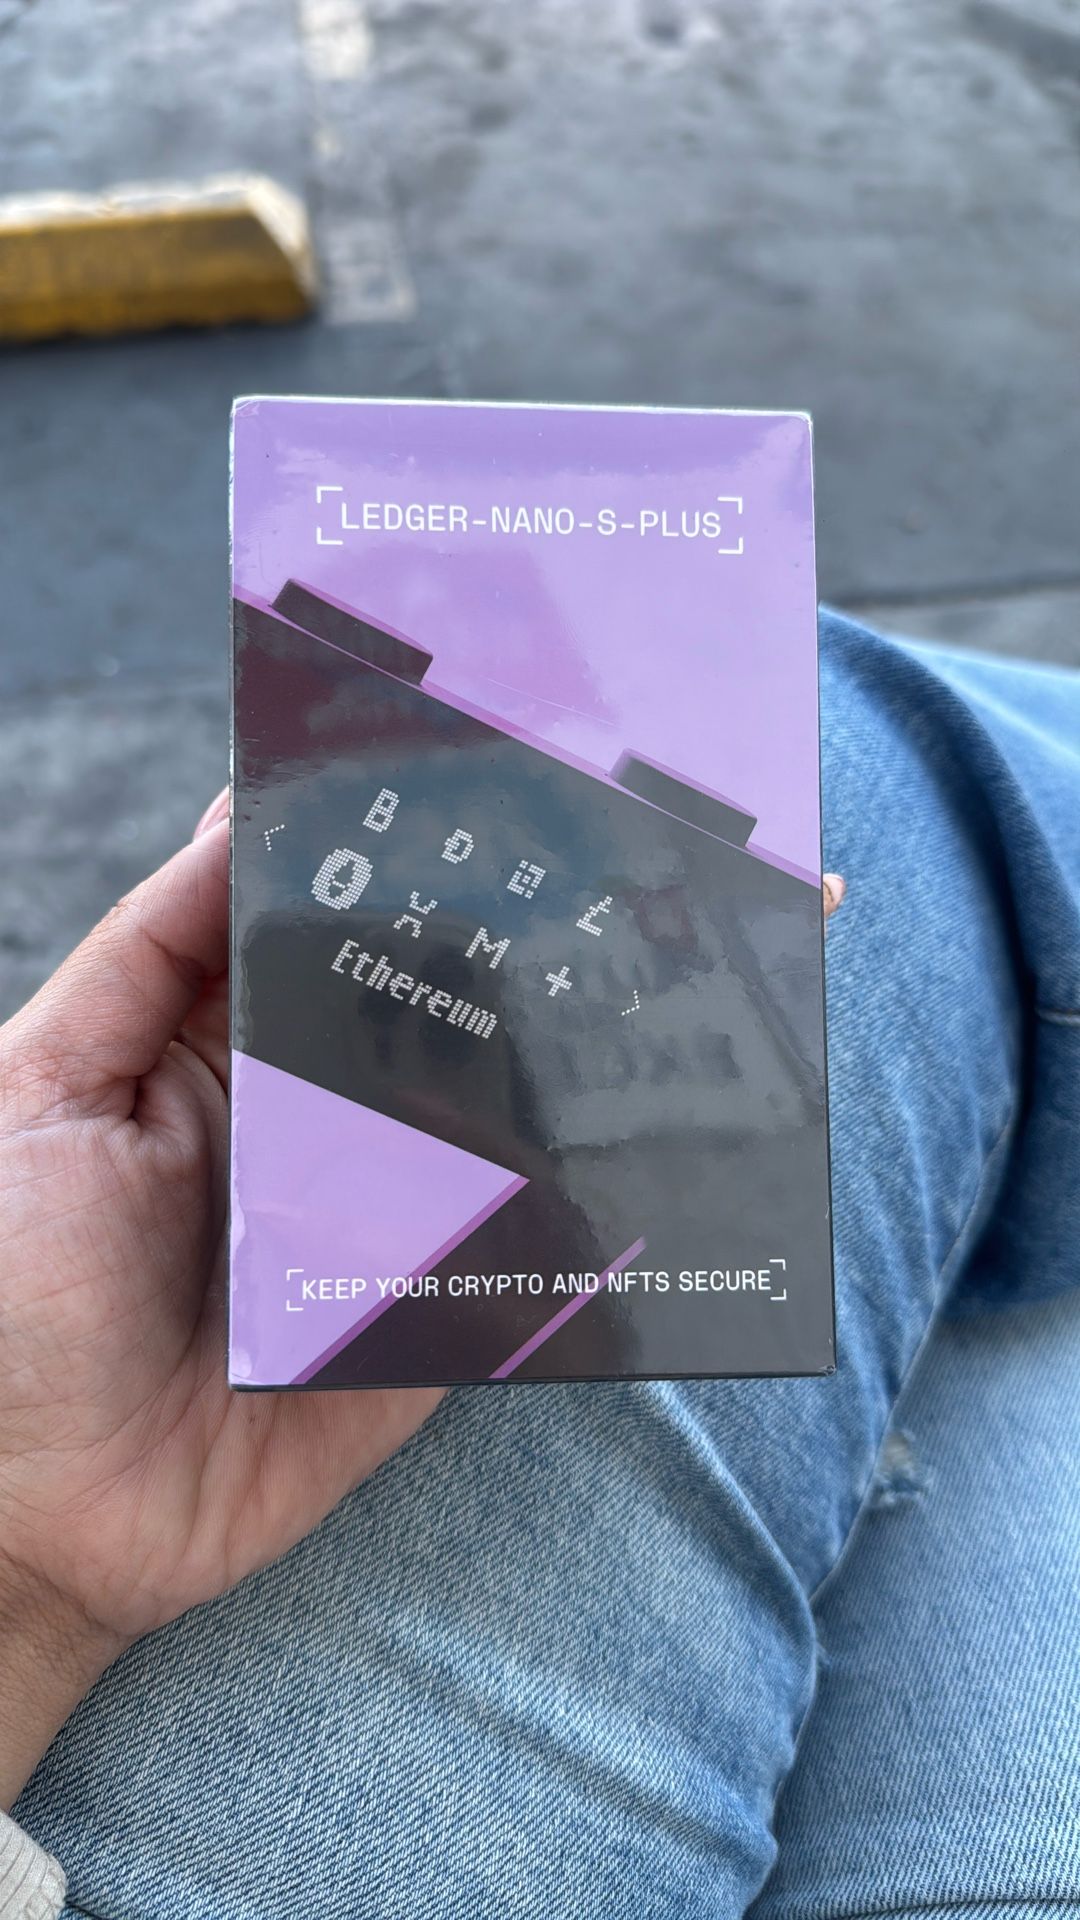 LEDGER-NANO-S-PLUS
B Đ Ł
M +
Ethereum
KEEP YOUR CRYPTO AND NFTS SECURE